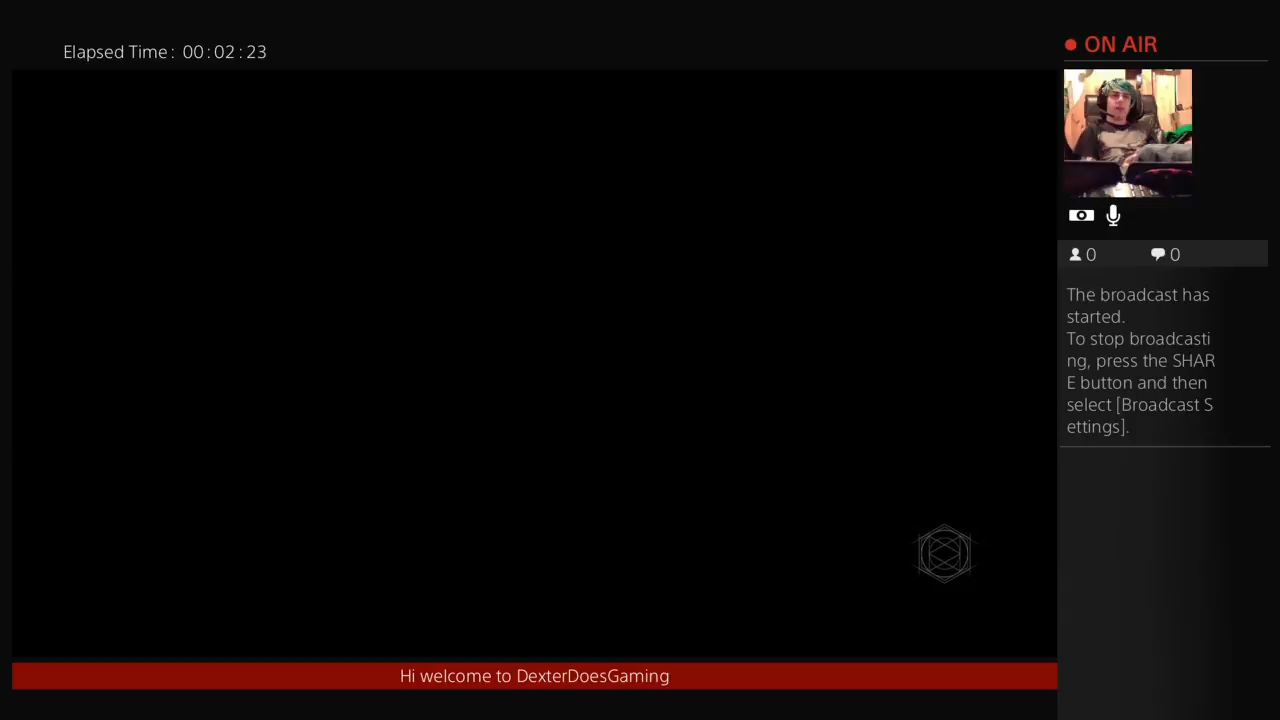 Elapsed Time: 00:02:23
ON AIR
0 0
The broadcast has
started.
To stop broadcasti
ng, press the SHAR
E button and then
select [Broadcast S
ettings].
Hi welcome to DexterDoesGaming